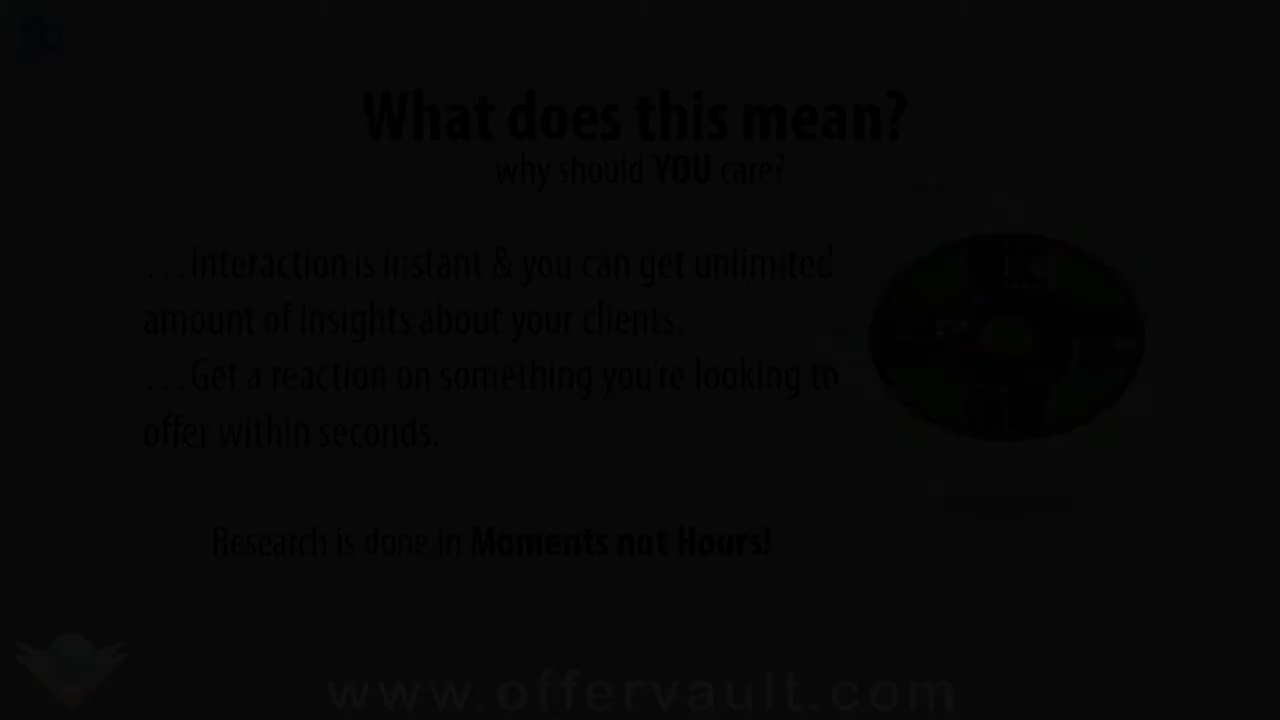 What does this mean?
why should YOU care?
...Interaction is instant & you can get unlimited
amount of insights about your clients.
...Get a reaction on something you're looking to
offer within seconds.
Research is done in Moments not Hours!
www.offervault.com